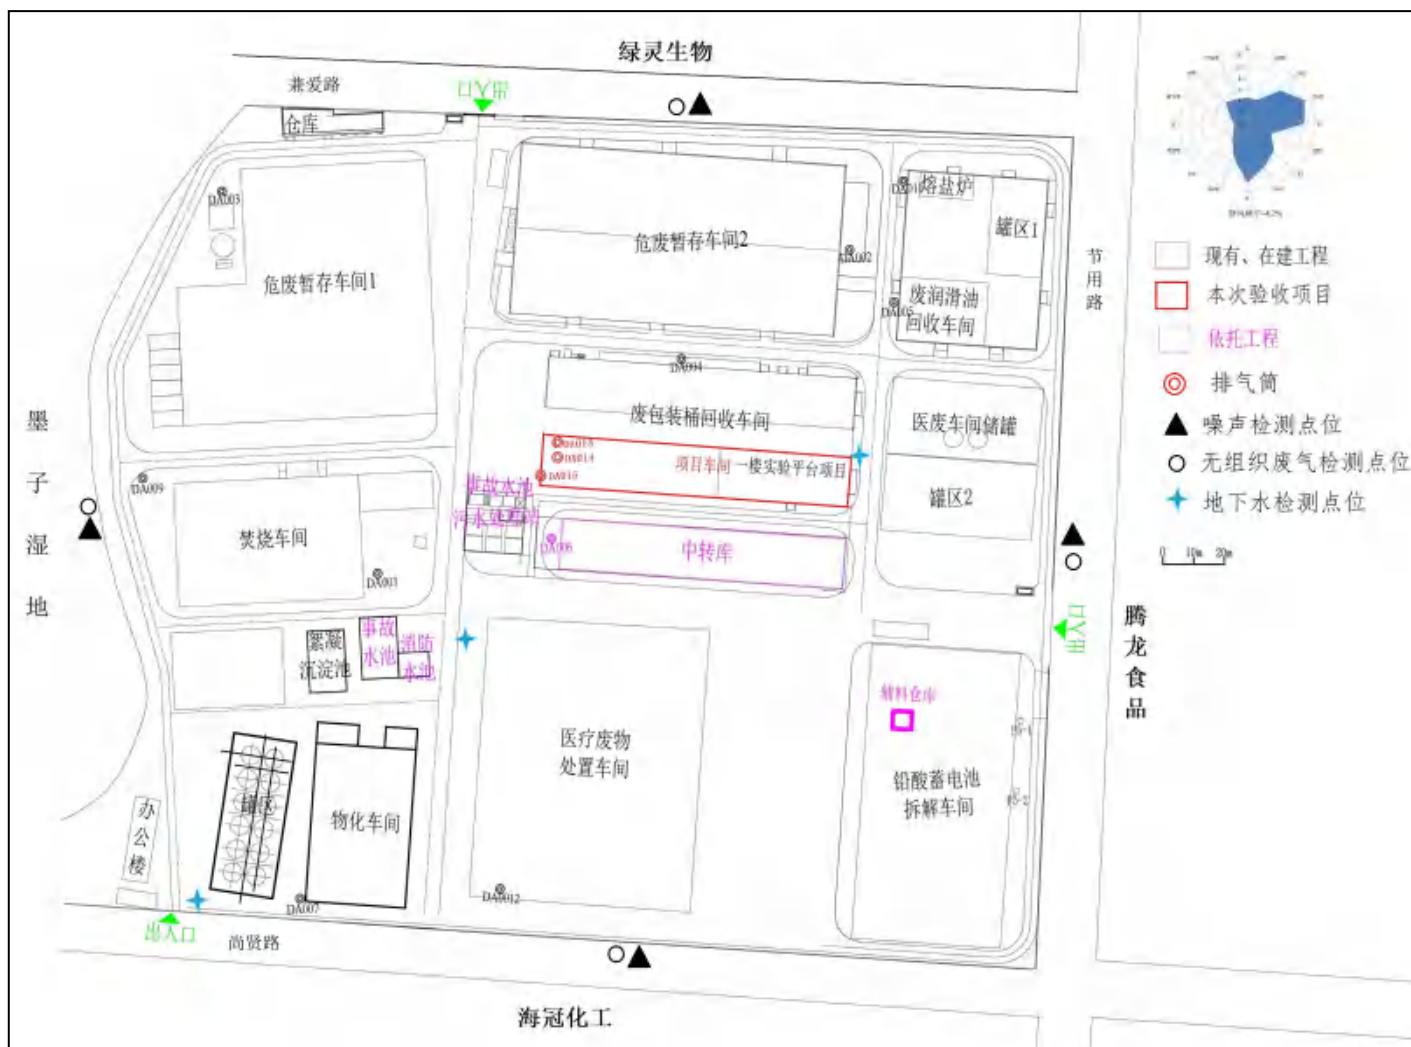 绿灵生物
兼爱路
出入口
仓库
DA003
危废暂存车间1
危废暂存车间2
DA002
熔盐炉
罐区1
DA005
废润滑油
回收车间
节用路
现有、在建工程
本次验收项目
依托工程
排气筒
噪声检测点位
无组织废气检测点位
地下水检测点位
0 10m 20m
墨子湿地
DA004
废包装桶回收车间
医废车间储罐
DA014
DA015
项目车间
一楼实验平台项目
罐区2
DA009
焚烧车间
DA001
事故水池
污水处理站
DA006
中转库
出入口
腾龙食品
絮凝
沉淀池
事故
水池
消防
水池
辅料仓库
医疗废物
处置车间
铅酸蓄电池
拆解车间
罐区
物化车间
办公楼
DA007
DA0012
出入口
尚贤路
海冠化工